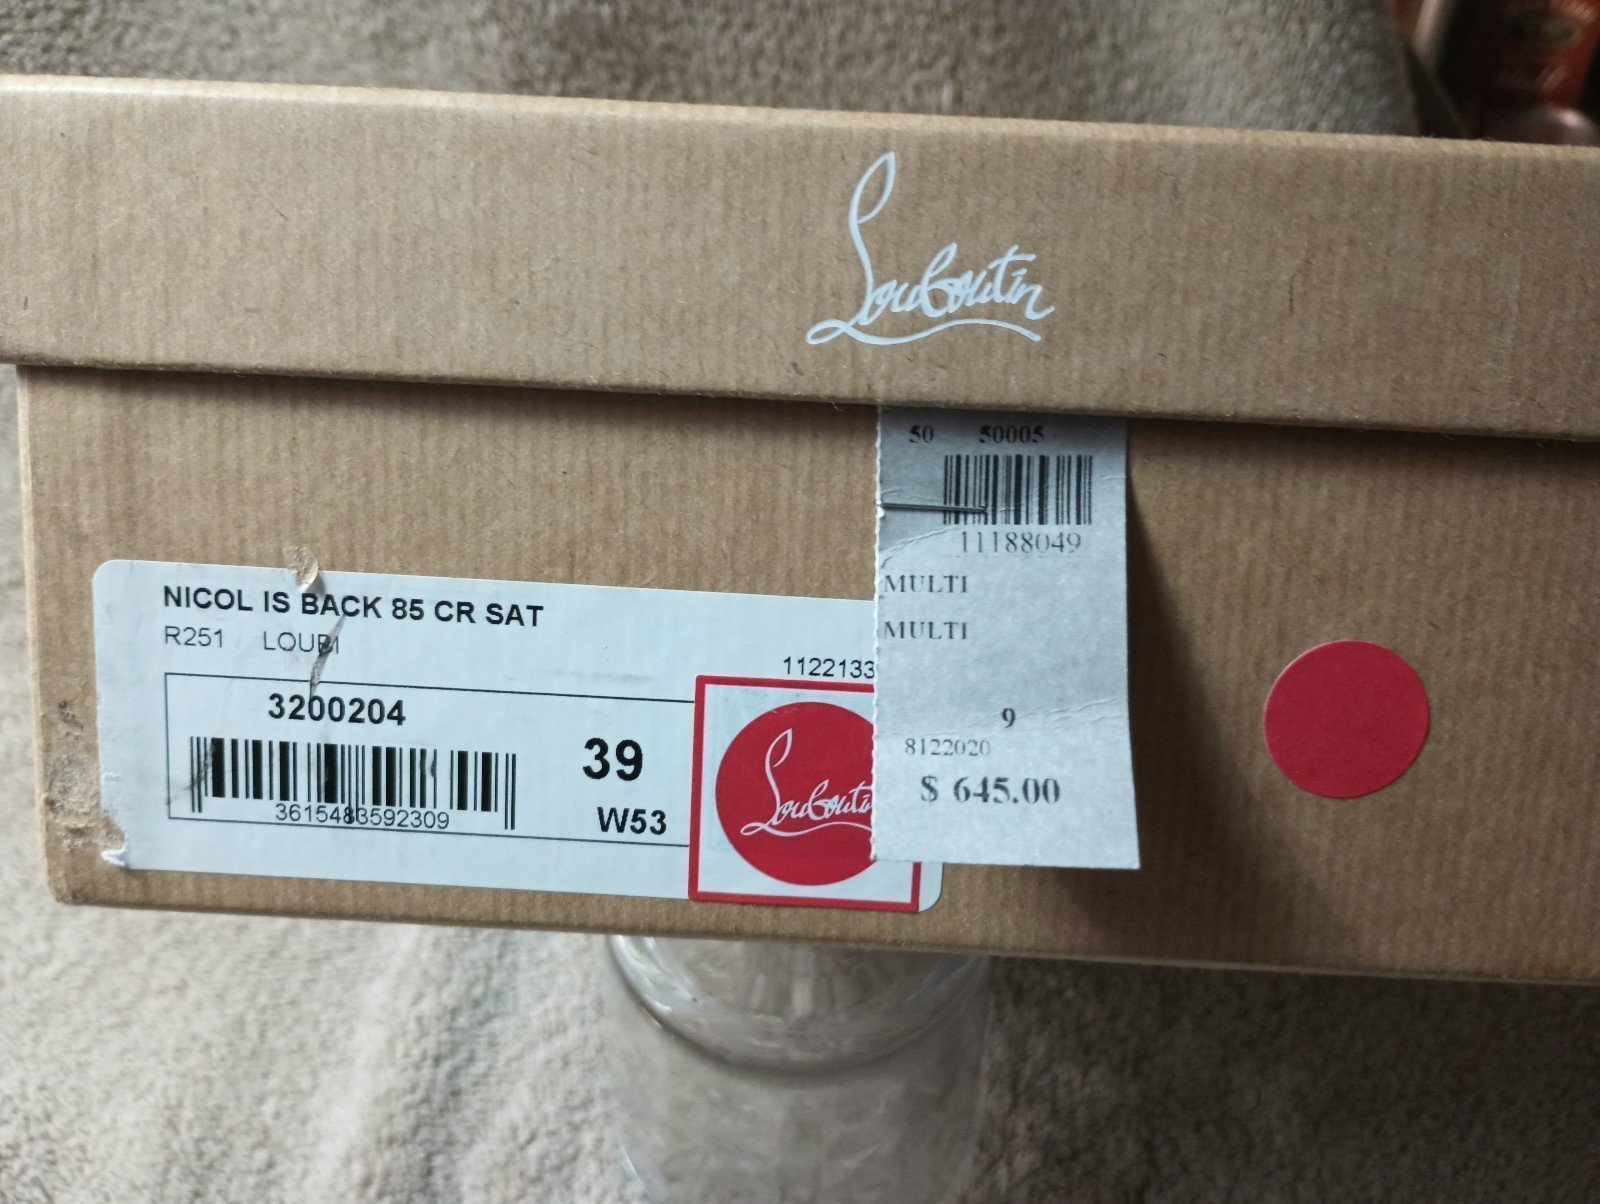 Louboutin
50 50005
11188049
MULTI
MULTI
9
8122020
$ 645.00
NICOL IS BACK 85 CR SAT
R251 LOUBI
1122133
3200204
39
3615483592309
W53
Louboutin